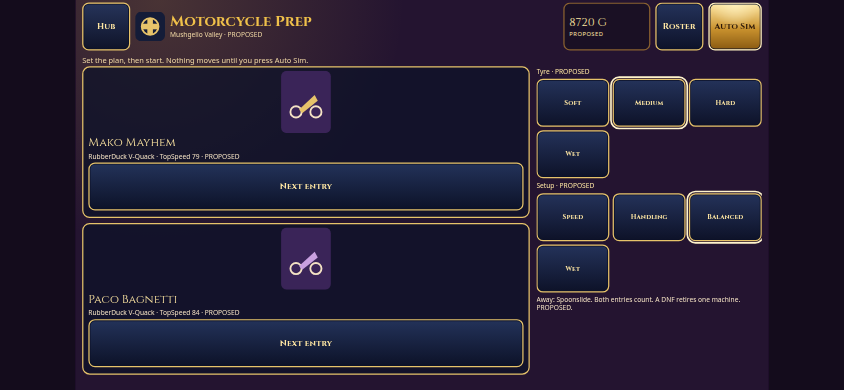 HUB
MOTORCYCLE PREP
Mushgello Valley · PROPOSED
8720 G
PROPOSED
ROSTER
AUTO SIM
Set the plan, then start. Nothing moves until you press Auto Sim.
MAKO MAYHEM
RubberDuck V-Quack · TopSpeed 79 · PROPOSED
NEXT ENTRY
PACO BAGNETTI
RubberDuck V-Quack · TopSpeed 84 · PROPOSED
NEXT ENTRY
Tyre · PROPOSED
SOFT
MEDIUM
HARD
WET
Setup · PROPOSED
SPEED
HANDLING
BALANCED
WET
Away: Spoonslide. Both entries count. A DNF retires one machine.
PROPOSED.